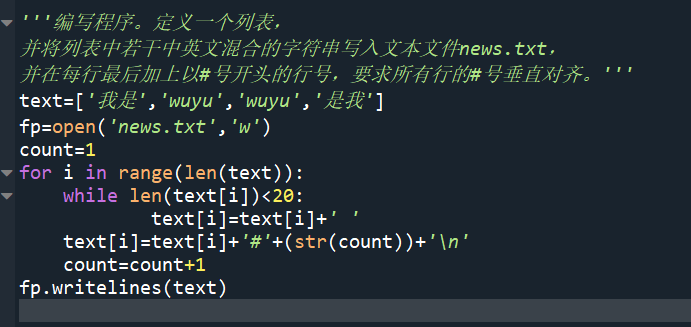 '''编写程序。定义一个列表，
并将列表中若干中英文混合的字符串写入文本文件news.txt，
并在每行最后加上以#号开头的行号，要求所有行的#号垂直对齐。'''
text=['我是','wuyu','wuyu','是我']
fp=open('news.txt','w')
count=1
for i in range(len(text)):
    while len(text[i])<20:
            text[i]=text[i]+' '
    text[i]=text[i]+'#'+(str(count))+'\n'
    count=count+1
fp.writelines(text)